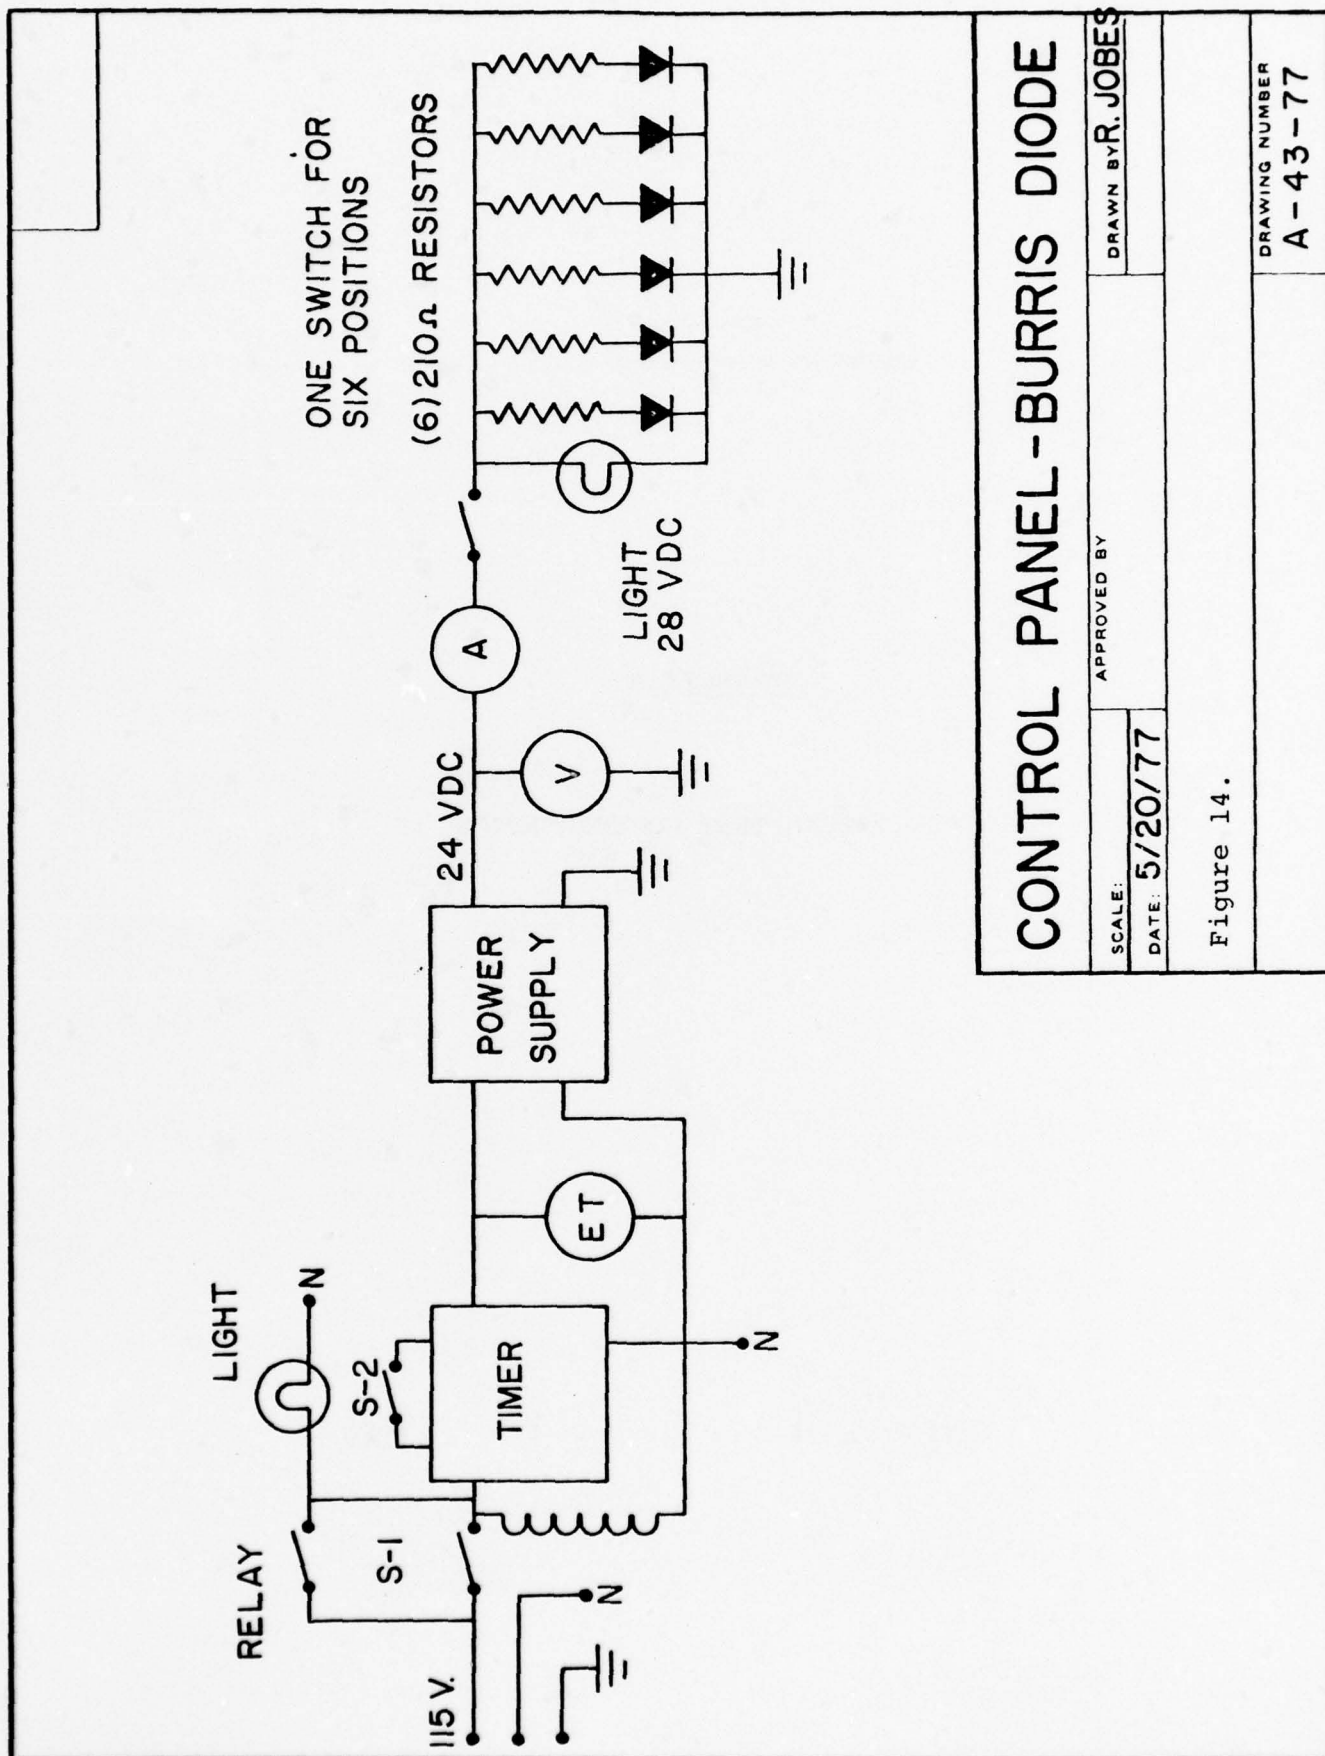 ONE SWITCH FOR
SIX POSITIONS
(6) 210Ω RESISTORS
LIGHT
N
RELAY
S-1
S-2
115 V.
N
TIMER
N
ET
POWER
SUPPLY
24 VDC
V
A
LIGHT
28 VDC
CONTROL PANEL-BURRIS DIODE
SCALE:
APPROVED BY
DRAWN BY R. JOBES
DATE: 5/20/77
Figure 14.
DRAWING NUMBER
A-43-77